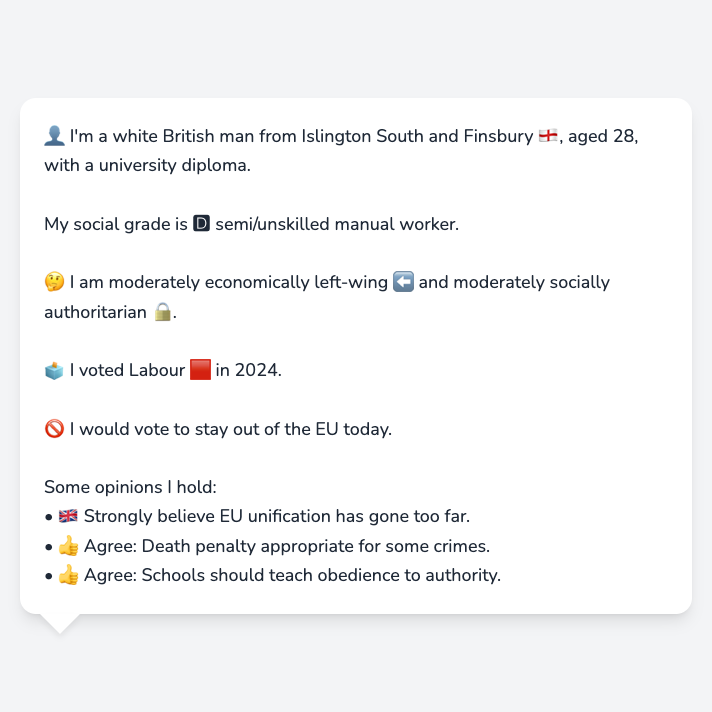 👤 I'm a white British man from Islington South and Finsbury 🏴󠁧󠁢󠁥󠁮󠁧󠁿, aged 28,
with a university diploma.
My social grade is 🅳 semi/unskilled manual worker.
🤔 I am moderately economically left-wing ⬅️ and moderately socially
authoritarian 🔒.
🗳️ I voted Labour 🟥 in 2024.
🚫 I would vote to stay out of the EU today.
Some opinions I hold:
• 🇬🇧 Strongly believe EU unification has gone too far.
• 👍 Agree: Death penalty appropriate for some crimes.
• 👍 Agree: Schools should teach obedience to authority.